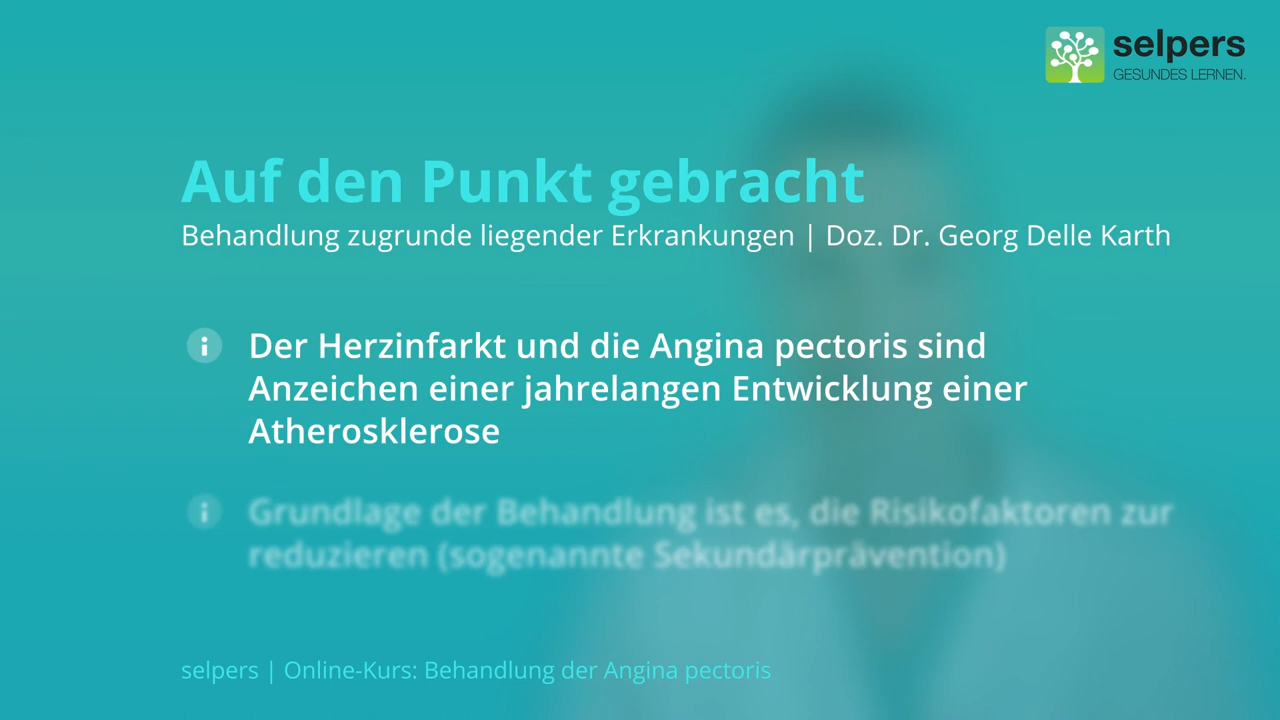 selpers
GESUNDES LERNEN.
Auf den Punkt gebracht
Behandlung zugrunde liegender Erkrankungen | Doz. Dr. Georg Delle Karth
Der Herzinfarkt und die Angina pectoris sind
Anzeichen einer jahrelangen Entwicklung einer
Atherosklerose
Grundlage der Behandlung ist es, die Risikofaktoren zur
reduzieren (sogenannte Sekundärprävention)
selpers | Online-Kurs: Behandlung der Angina pectoris